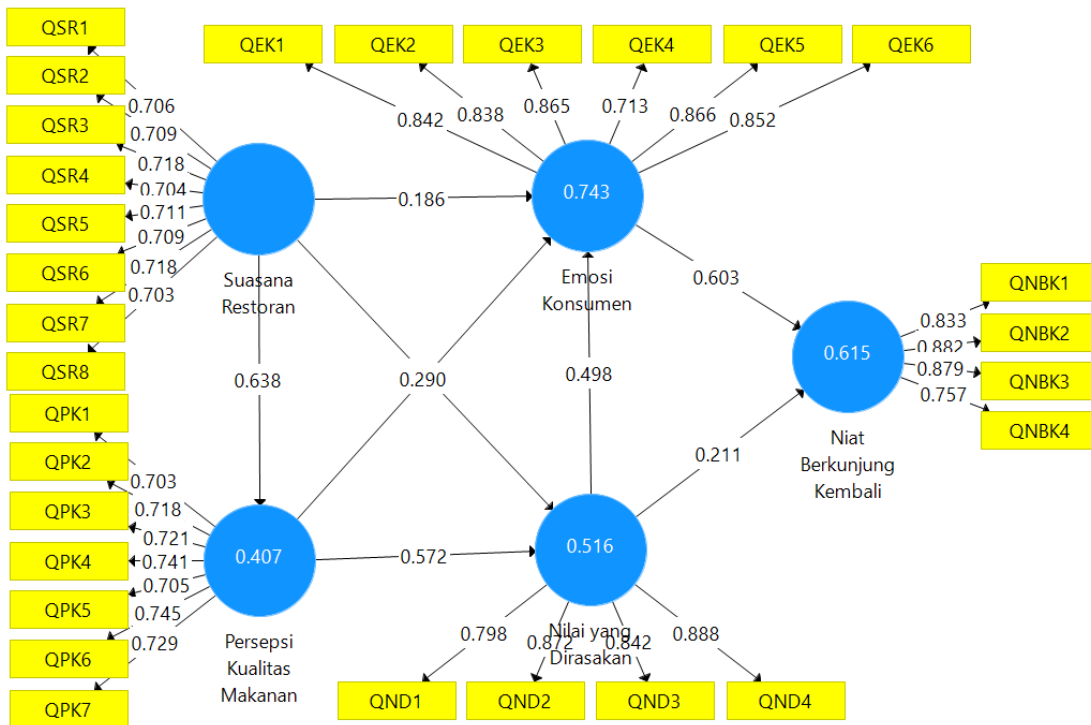 QSR1
QSR2
QSR3
QSR4
QSR5
QSR6
QSR7
QSR8
0.706
0.709
0.718
0.704
0.711
0.709
0.718
0.703
Suasana
Restoran
QEK1
QEK2
QEK3
QEK4
QEK5
QEK6
0.842
0.838
0.865
0.713
0.866
0.852
0.743
Emosi
Konsumen
0.186
0.638
0.290
0.498
0.603
0.211
0.572
QPK1
QPK2
QPK3
QPK4
QPK5
QPK6
QPK7
0.703
0.718
0.721
0.741
0.705
0.745
0.729
0.407
Persepsi
Kualitas
Makanan
0.516
Nilai yang
Dirasakan
0.798
0.872
0.842
0.888
QND1
QND2
QND3
QND4
0.615
Niat
Berkunjung
Kembali
0.833
0.882
0.879
0.757
QNBK1
QNBK2
QNBK3
QNBK4